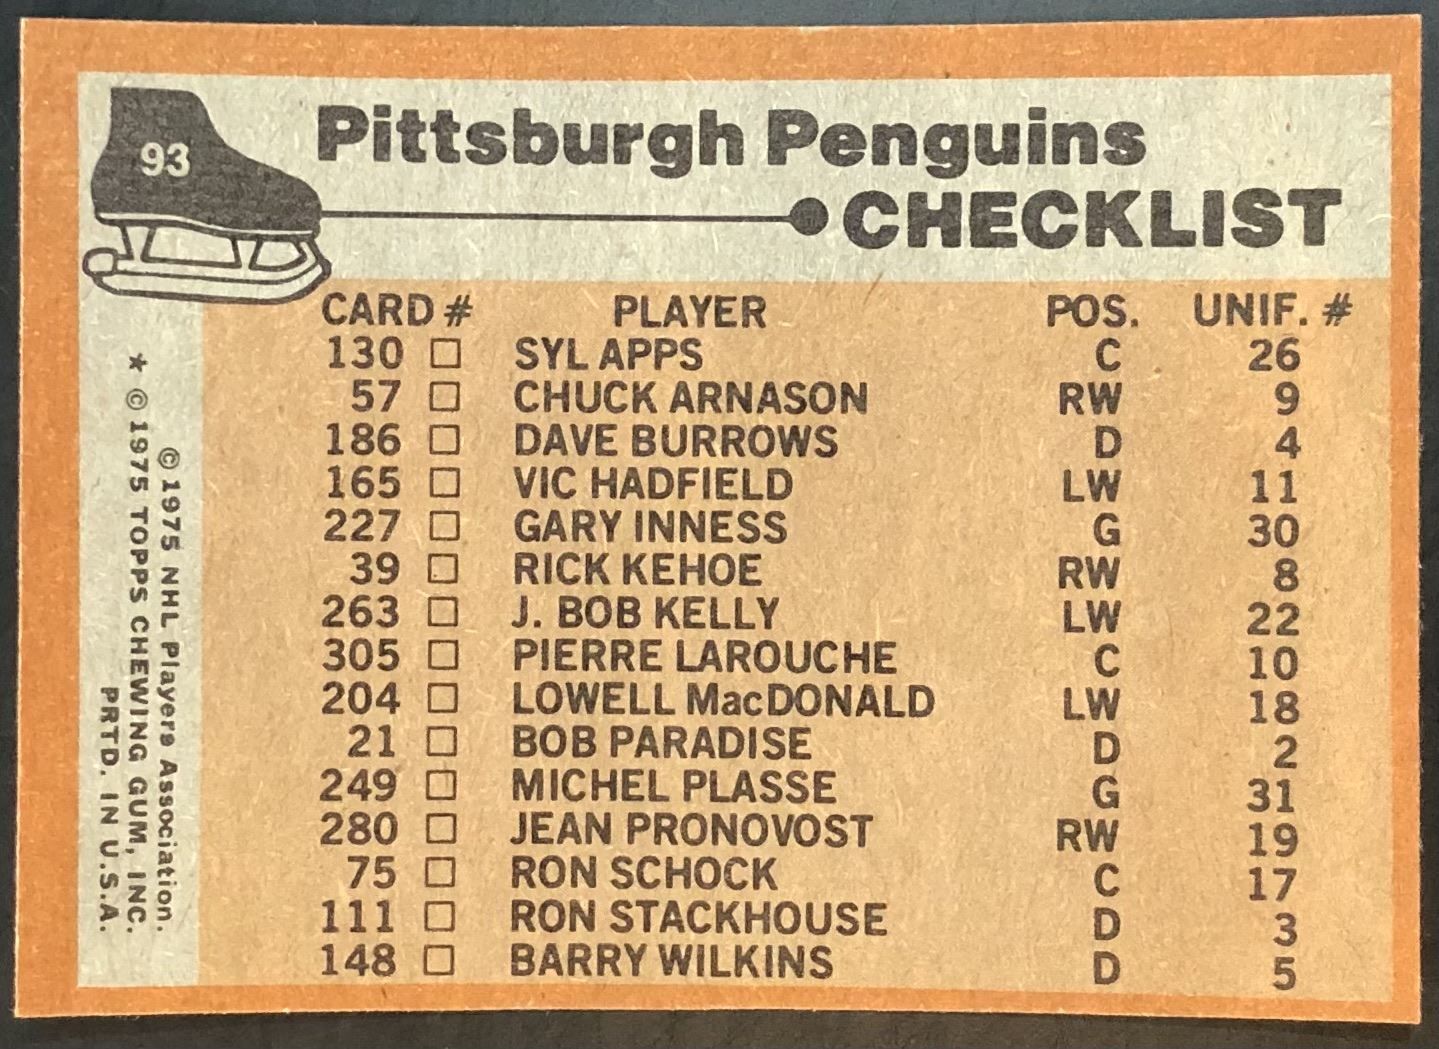 93
Pittsburgh Penguins
CHECKLIST
CARD # PLAYER POS. UNIF. #
130 □ SYL APPS C 26
57 □ CHUCK ARNASON RW 9
186 □ DAVE BURROWS D 4
165 □ VIC HADFIELD LW 11
227 □ GARY INNESS G 30
39 □ RICK KEHOE RW 8
263 □ J. BOB KELLY LW 22
305 □ PIERRE LAROUCHE C 10
204 □ LOWELL MacDONALD LW 18
21 □ BOB PARADISE D 2
249 □ MICHEL PLASSE G 31
280 □ JEAN PRONOVOST RW 19
75 □ RON SCHOCK C 17
111 □ RON STACKHOUSE D 3
148 □ BARRY WILKINS D 5
© 1975 NHL Players Association.
* © 1975 TOPPS CHEWING GUM, INC.
PRTD. IN U.S.A.